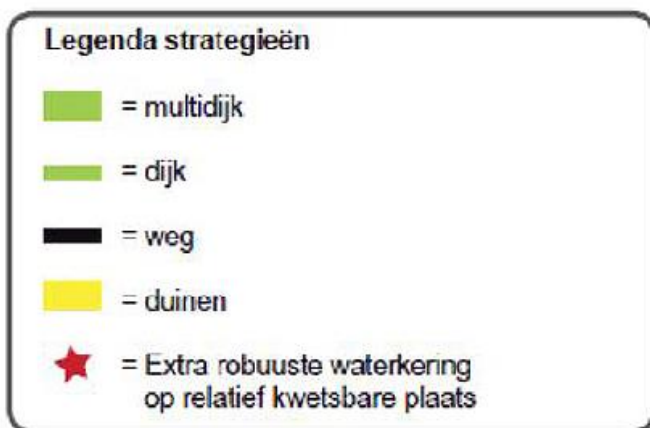 Legenda strategieën
= multidijk
= dijk
= weg
= duinen
= Extra robuuste waterkering
op relatief kwetsbare plaats